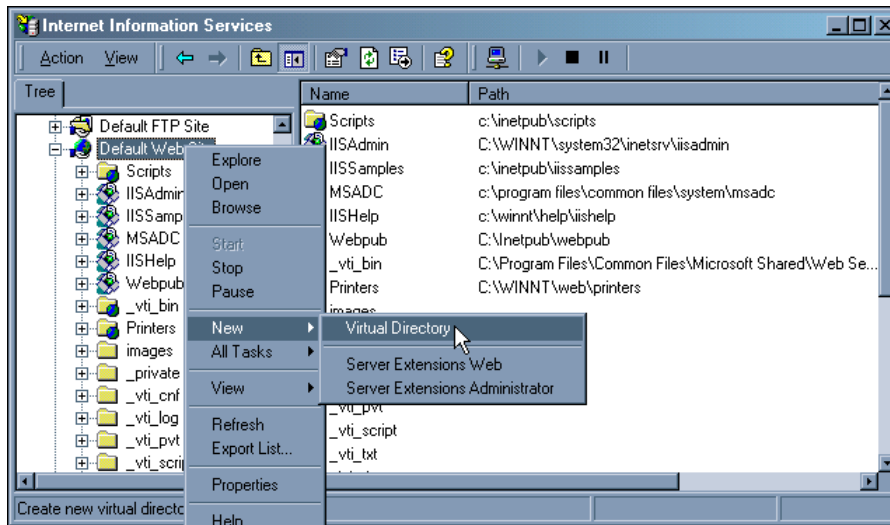 Internet Information Services
Action View
Tree
Name Path
Default FTP Site
Default Web
Scripts
IISAdmin
IISSamp
MSADC
IISHelp
Webpub
_vti_bin
Printers
images
_private
_vti_cnf
_vti_log
_vti_pvt
_vti_scri
Explore
Open
Browse
Start
Stop
Pause
New
All Tasks
View
Refresh
Export List...
Properties
Help
Virtual Directory
Server Extensions Web
Server Extensions Administrator
Scripts c:\inetpub\scripts
IISAdmin C:\WINNT\system32\inetsrv\iisadmin
IISSamples c:\inetpub\iissamples
MSADC c:\program files\common files\system\msadc
IISHelp c:\winnt\help\iishelp
Webpub C:\Inetpub\webpub
_vti_bin C:\Program Files\Common Files\Microsoft Shared\Web Se...
Printers C:\WINNT\web\printers
images
_vti_pvt
_vti_script
_vti_txt
Create new virtual directo